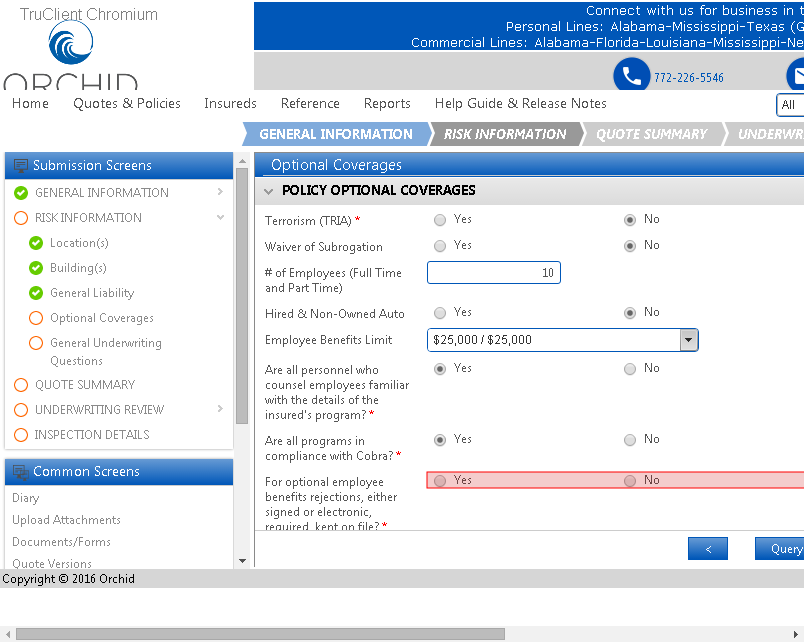 TruClient Chromium
Connect with us for business in t
Personal Lines: Alabama-Mississippi-Texas (G
Commercial Lines: Alabama-Florida-Louisiana-Mississippi-Ne
ORCHID
772-226-5546
Home Quotes & Policies Insureds Reference Reports Help Guide & Release Notes All
GENERAL INFORMATION RISK INFORMATION QUOTE SUMMARY UNDERWR
Submission Screens
GENERAL INFORMATION
RISK INFORMATION
Location(s)
Building(s)
General Liability
Optional Coverages
General Underwriting
Questions
QUOTE SUMMARY
UNDERWRITING REVIEW
INSPECTION DETAILS
Common Screens
Diary
Upload Attachments
Documents/Forms
Quote Versions
Optional Coverages
POLICY OPTIONAL COVERAGES
Terrorism (TRIA) * Yes No
Waiver of Subrogation Yes No
# of Employees (Full Time 10
and Part Time)
Hired & Non-Owned Auto Yes No
Employee Benefits Limit $25,000 / $25,000
Are all personnel who Yes No
counsel employees familiar
with the details of the
insured's program? *
Are all programs in Yes No
compliance with Cobra? *
For optional employee Yes No
benefits rejections, either
signed or electronic,
required, kept on file? *
< Query
Copyright © 2016 Orchid